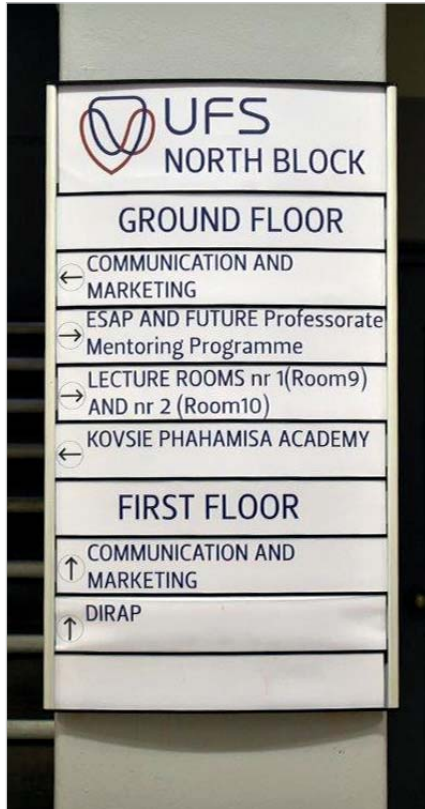 UFS
NORTH BLOCK
GROUND FLOOR
COMMUNICATION AND
MARKETING
ESAP AND FUTURE Professorate
Mentoring Programme
LECTURE ROOMS nr 1(Room9)
AND nr 2 (Room10)
KOVSIE PHAHAMISA ACADEMY
FIRST FLOOR
COMMUNICATION AND
MARKETING
DIRAP